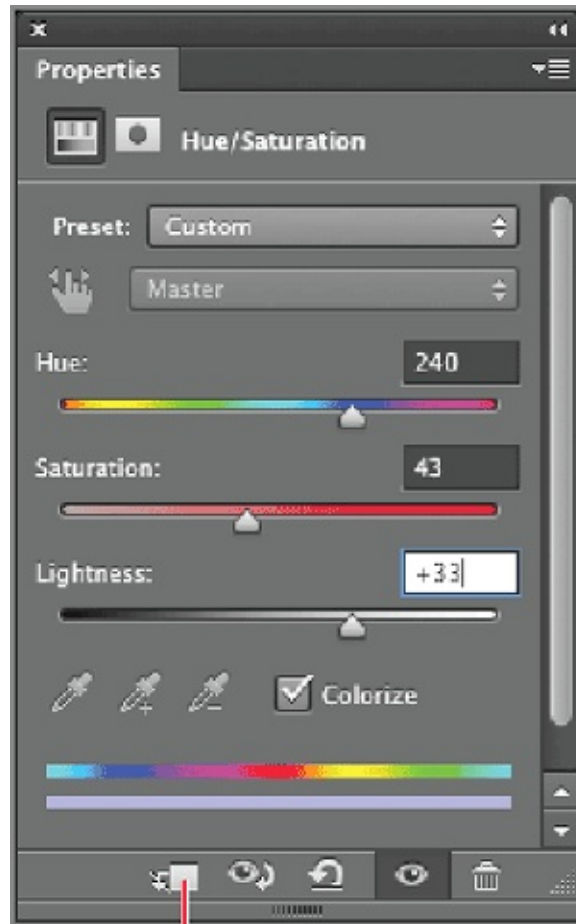 Properties
Hue/Saturation
Preset: Custom
Master
Hue: 240
Saturation: 43
Lightness: +33
Colorize